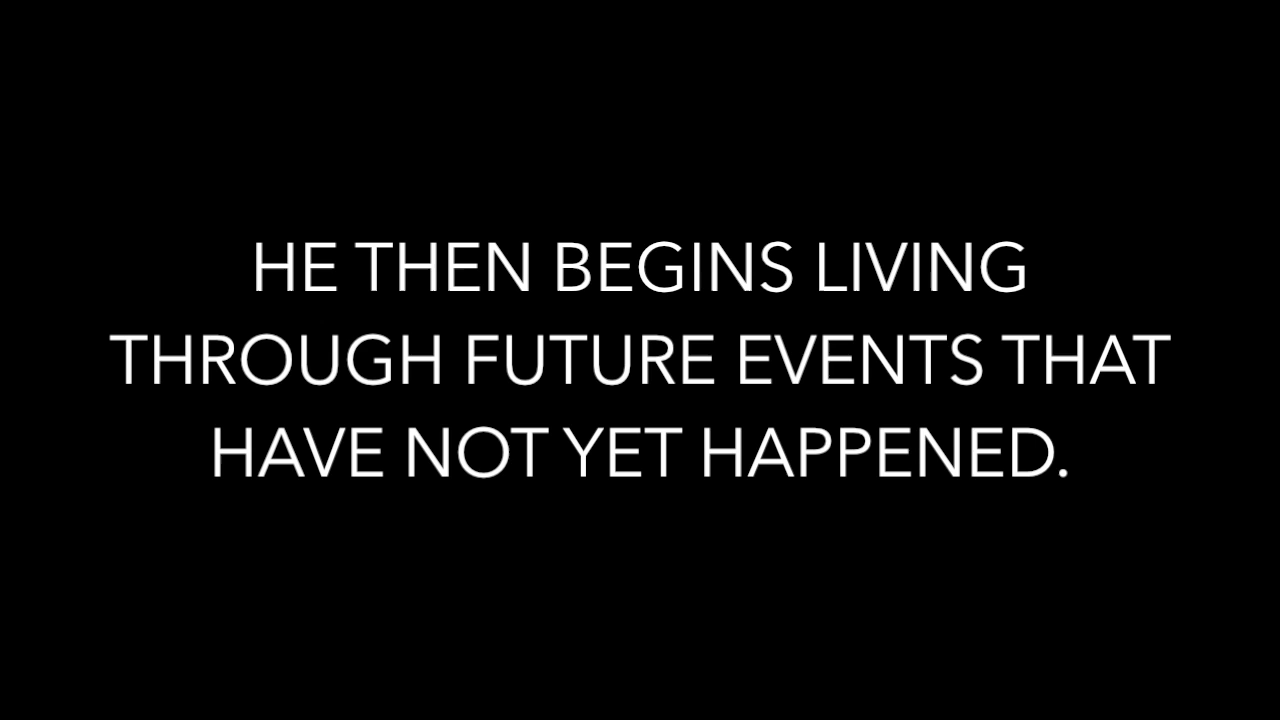 HE THEN BEGINS LIVING
THROUGH FUTURE EVENTS THAT
HAVE NOT YET HAPPENED.